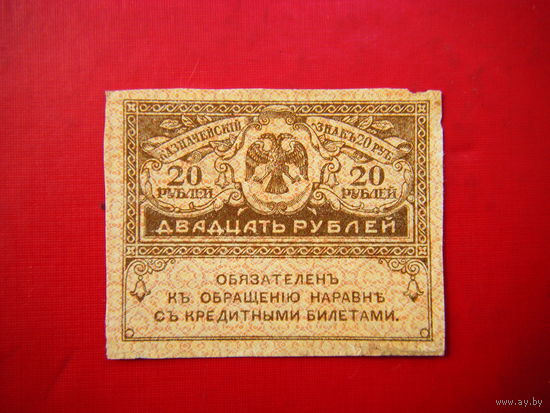 КАЗНАЧЕЙСКІЙ ЗНАКЪ 20 РУБ.
20 РУБЛЕЙ
20 РУБЛЕЙ
ДВАДЦАТЬ РУБЛЕЙ
ОБЯЗАТЕЛЕНЪ
КЪ ОБРАЩЕНІЮ НАРАВНѢ
СЪ КРЕДИТНЫМИ БИЛЕТАМИ.
www.ay.by